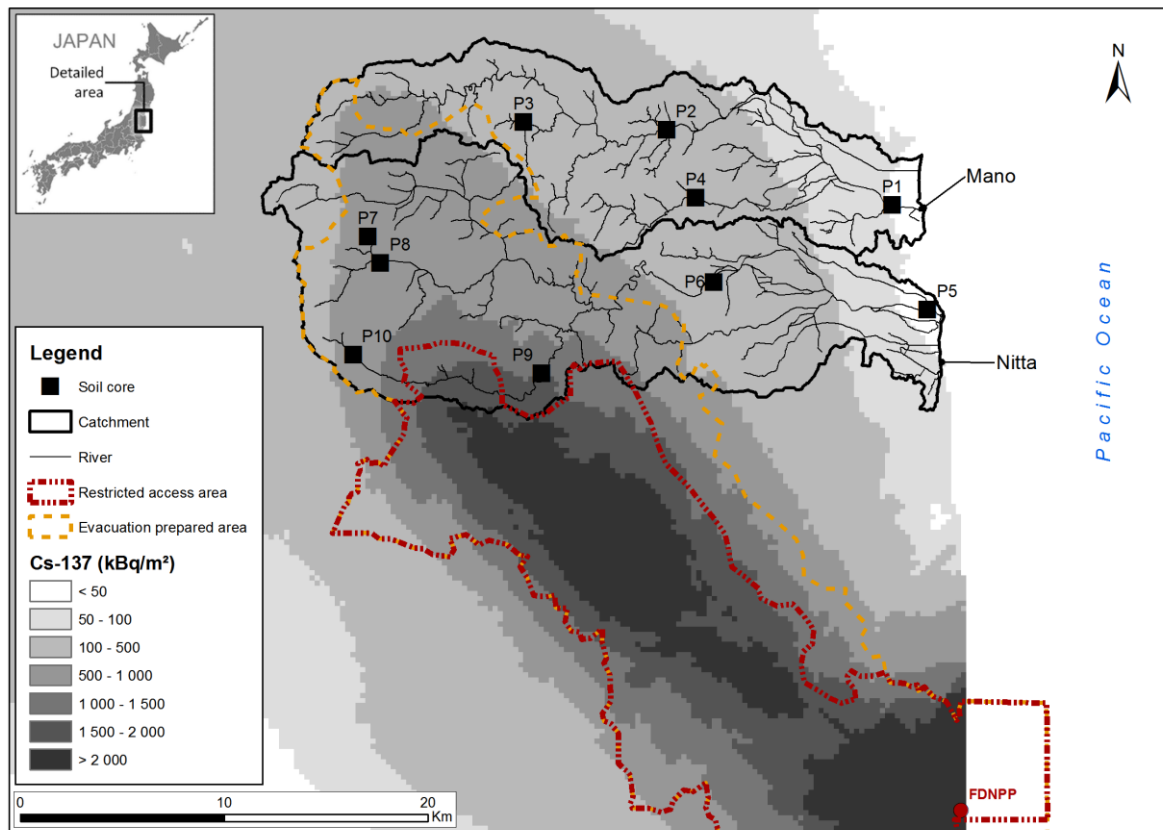 JAPAN
Detailed
area
N
P3
P2
P4
P1
Mano
P7
P8
P6
P5
P10
P9
Nitta
Pacific Ocean
Legend
Soil core
Catchment
River
Restricted access area
Evacuation prepared area
Cs-137 (kBq/m²)
< 50
50 - 100
100 - 500
500 - 1 000
1 000 - 1 500
1 500 - 2 000
> 2 000
FDNPP
0 10 20
Km